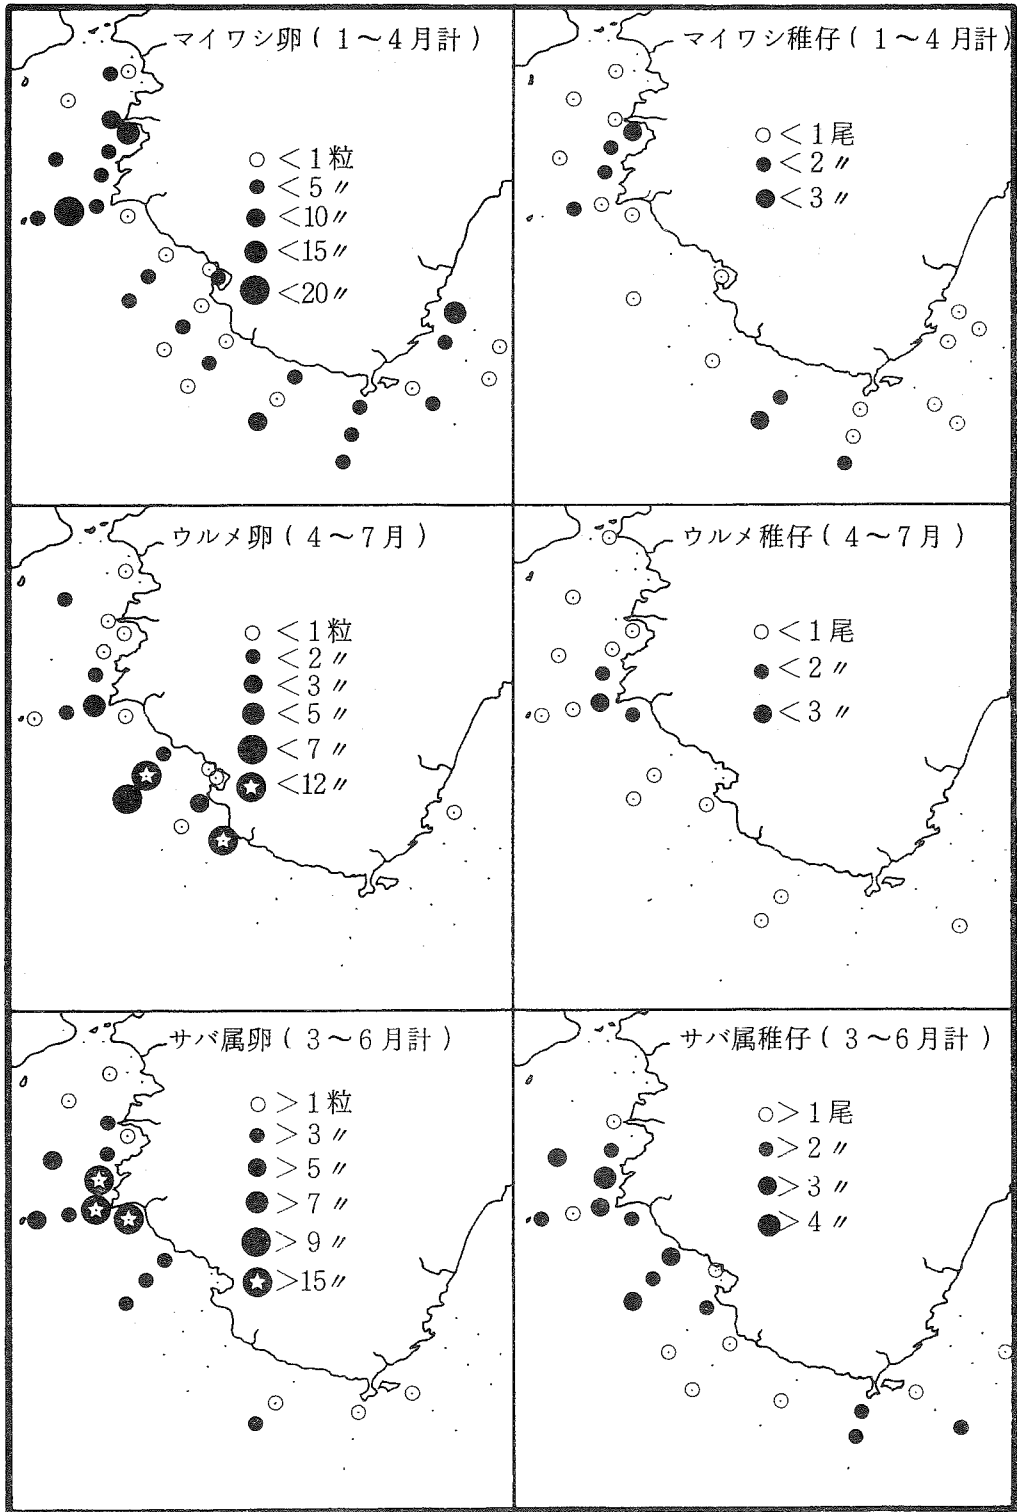 マイワシ卵 ( 1 〜 4 月計 )
○ < 1 粒
● < 5 〃
● <10 〃
● <15 〃
● <20 〃
マイワシ稚仔 ( 1 〜 4 月計 )
○ < 1 尾
● < 2 〃
● < 3 〃
ウルメ卵 ( 4 〜 7 月 )
○ < 1 粒
● < 2 〃
● < 3 〃
● < 5 〃
● < 7 〃
★ <12 〃
ウルメ稚仔 ( 4 〜 7 月 )
○ < 1 尾
● < 2 〃
● < 3 〃
サバ属卵 ( 3 〜 6 月計 )
○ > 1 粒
● > 3 〃
● > 5 〃
● > 7 〃
● > 9 〃
★ >15 〃
サバ属稚仔 ( 3 〜 6 月計 )
○ > 1 尾
● > 2 〃
● > 3 〃
● > 4 〃